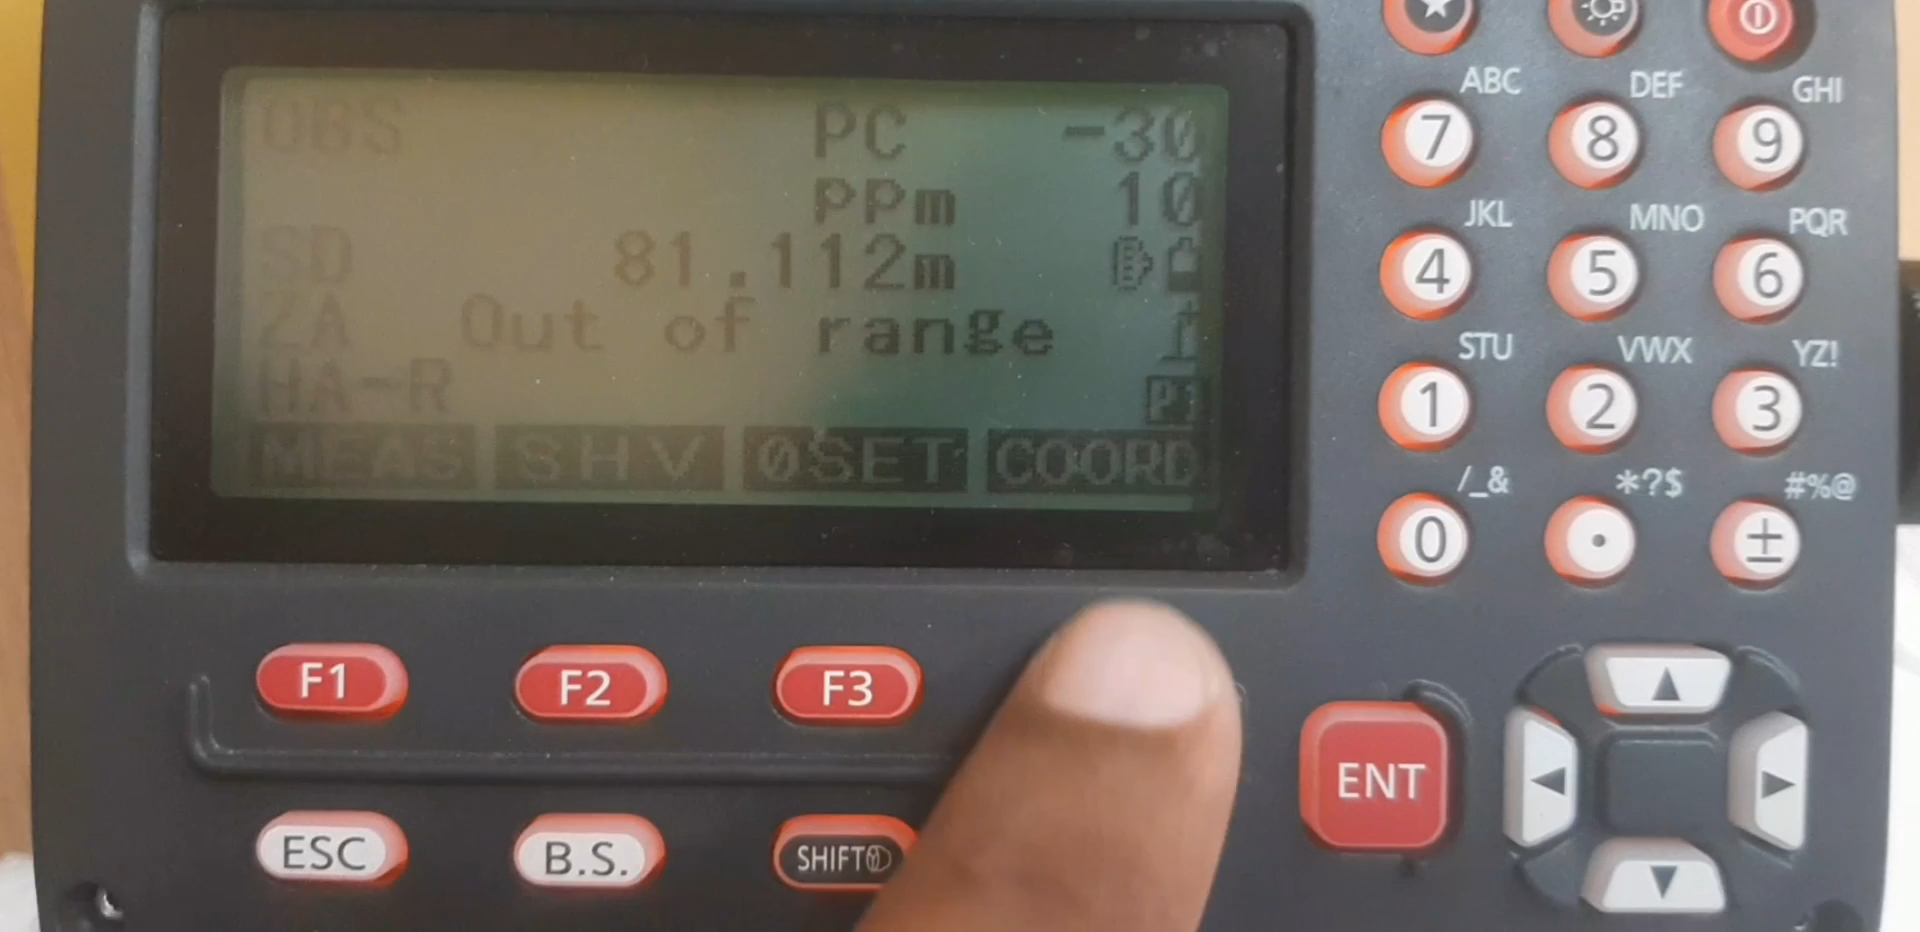 OBS PC -30
ppm 10
SD 81.112m
ZA Out of range
HA-R P1
MEAS SHV 0SET COORD
ABC DEF GHI
7 8 9
JKL MNO PQR
4 5 6
STU VWX YZ!
1 2 3
/_& *?$ #%@
0 . ±
F1 F2 F3
ENT
ESC B.S. SHIFT